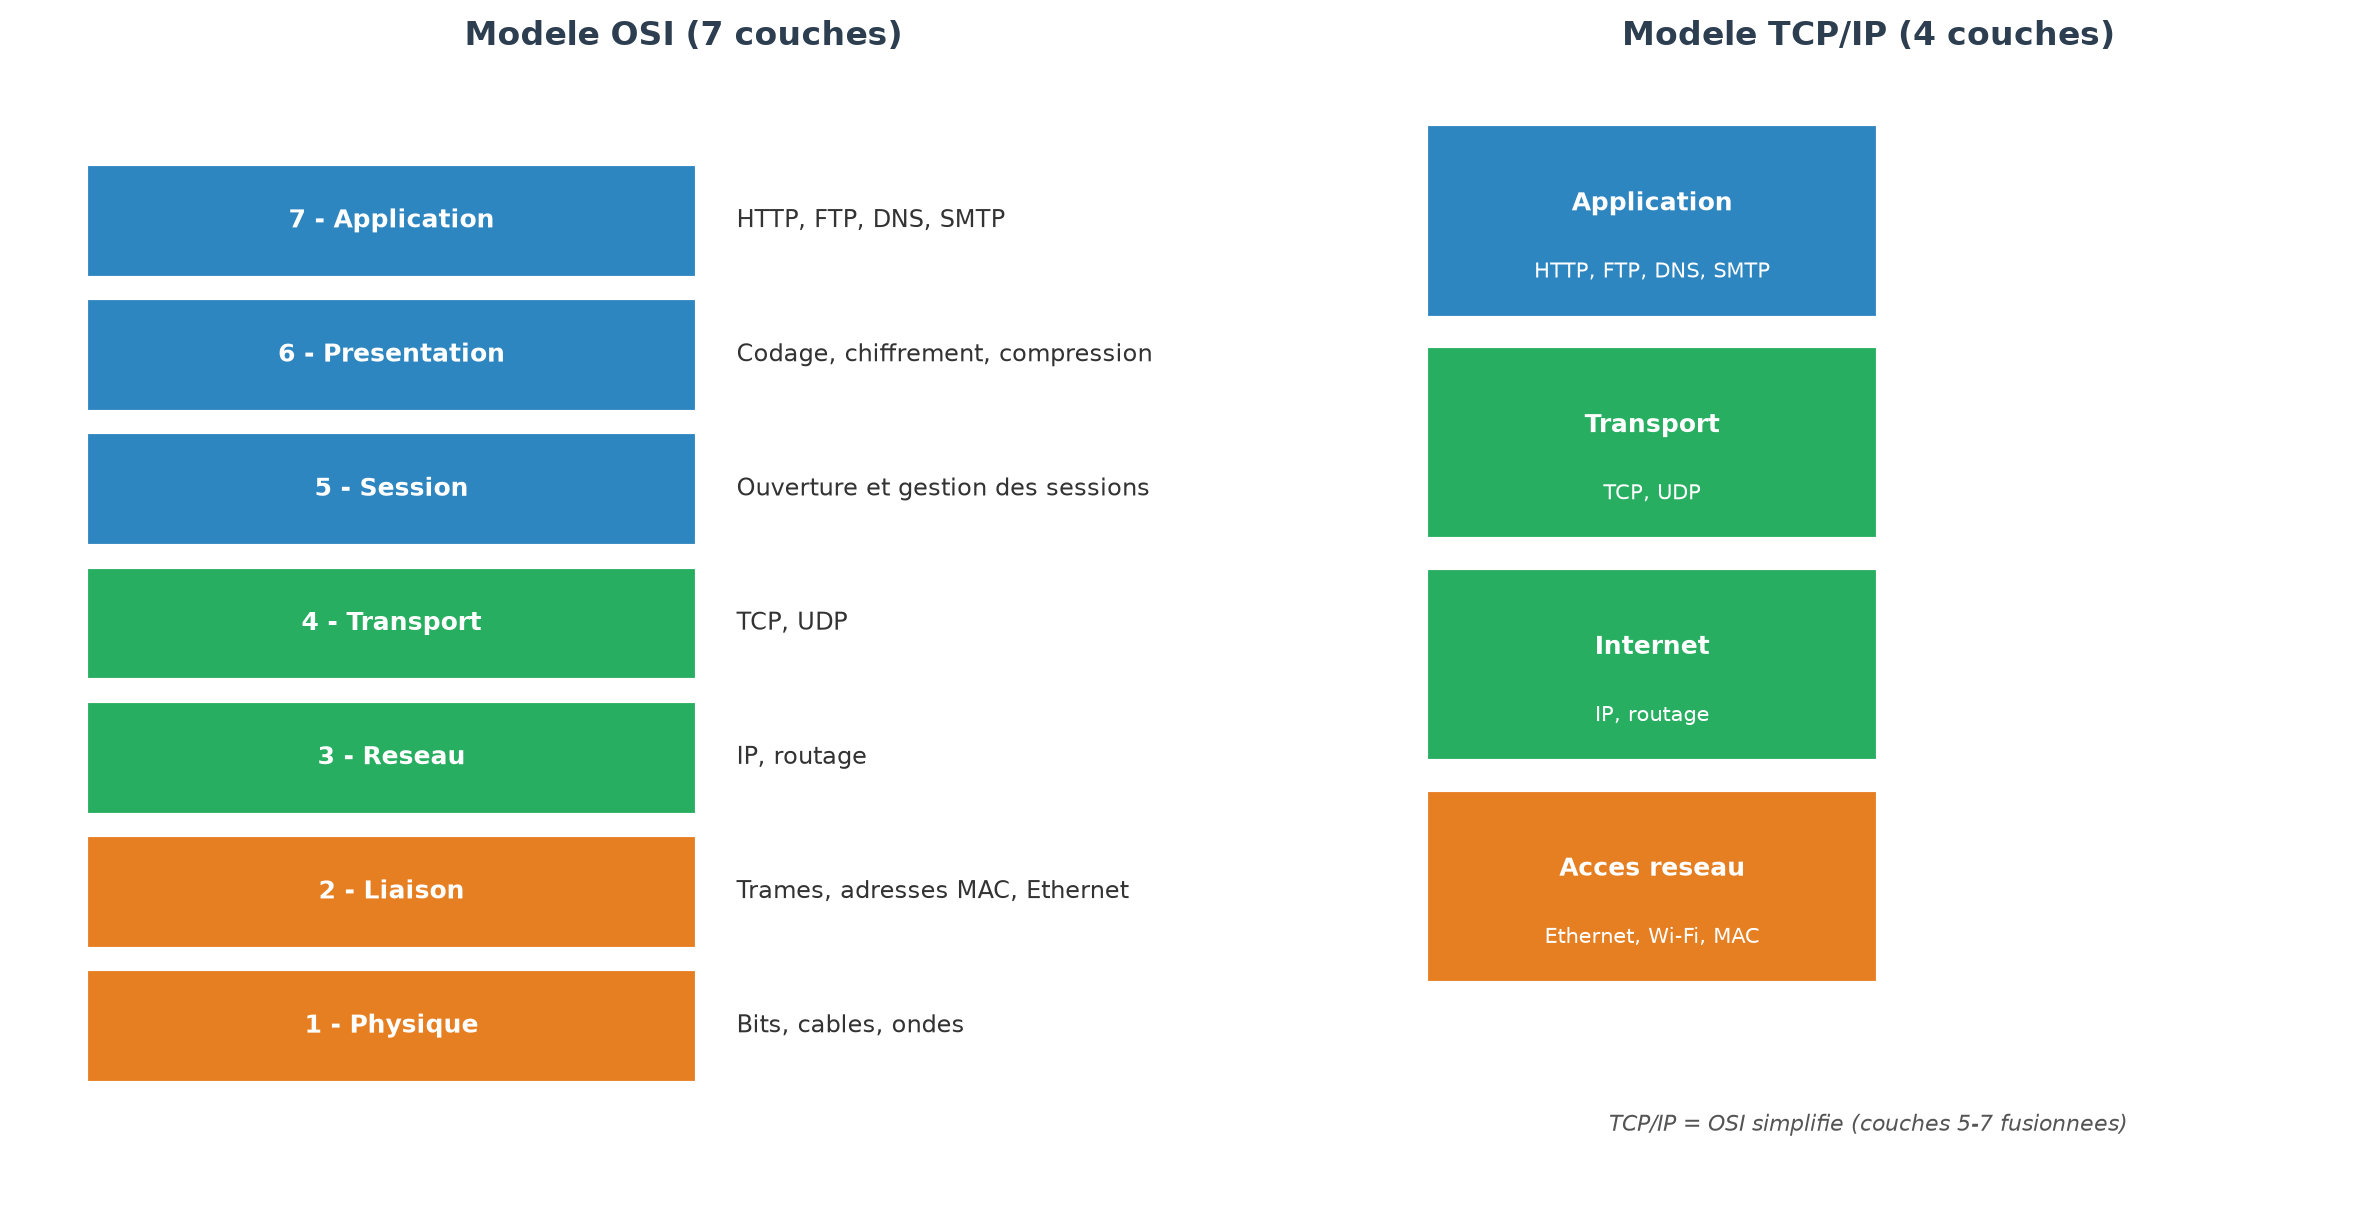 Modele OSI (7 couches)
7 - Application
HTTP, FTP, DNS, SMTP
6 - Presentation
Codage, chiffrement, compression
5 - Session
Ouverture et gestion des sessions
4 - Transport
TCP, UDP
3 - Reseau
IP, routage
2 - Liaison
Trames, adresses MAC, Ethernet
1 - Physique
Bits, cables, ondes
Modele TCP/IP (4 couches)
Application
HTTP, FTP, DNS, SMTP
Transport
TCP, UDP
Internet
IP, routage
Acces reseau
Ethernet, Wi-Fi, MAC
TCP/IP = OSI simplifie (couches 5-7 fusionnees)